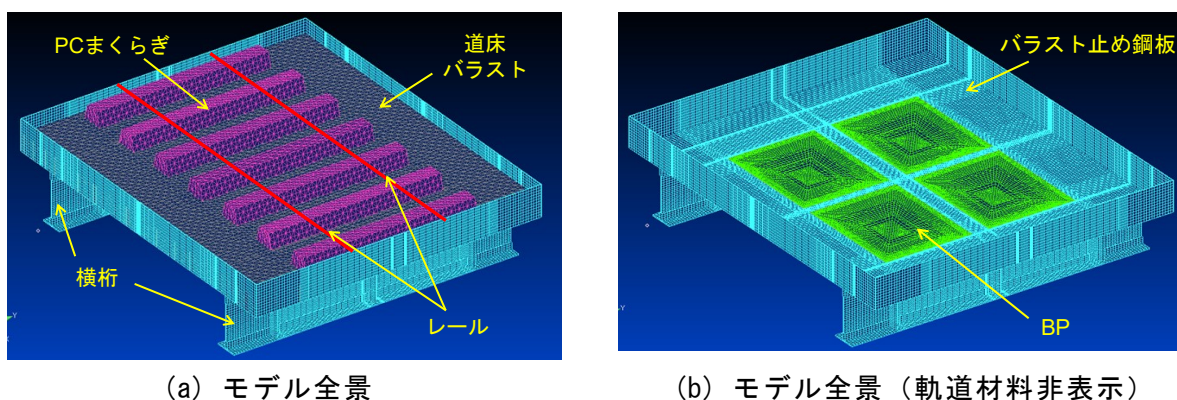 PCまくらぎ
道床
バラスト
横桁
レール
バラスト止め鋼板
BP
(a) モデル全景
(b) モデル全景（軌道材料非表示）